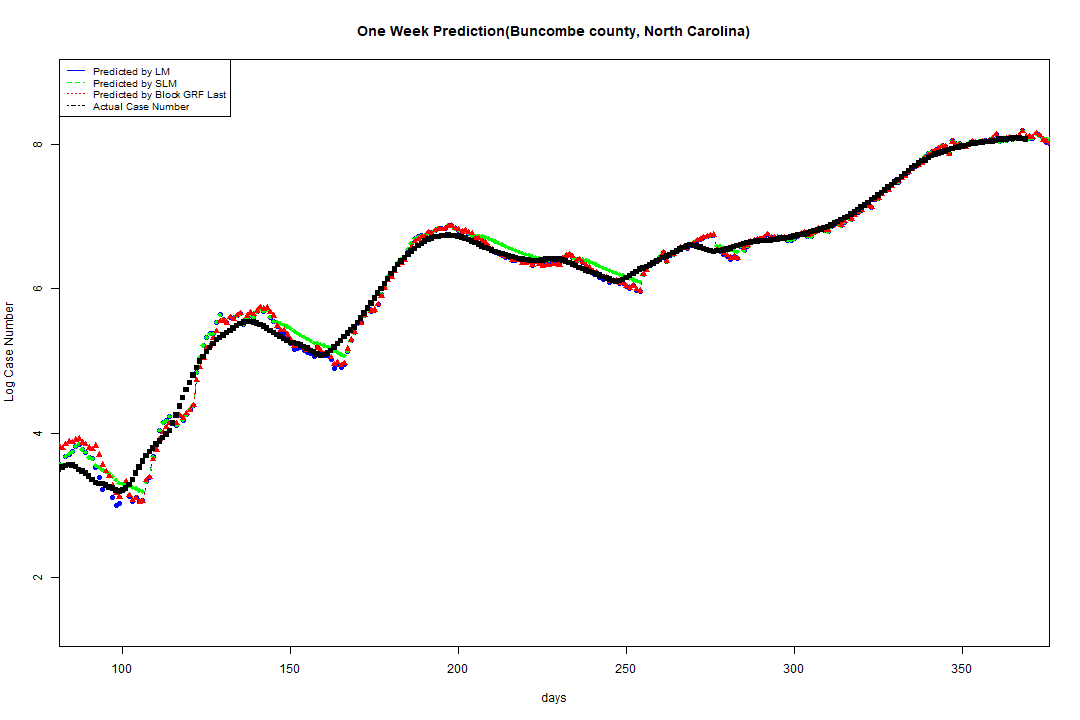 One Week Prediction(Buncombe county, North Carolina)
Predicted by LM
Predicted by SLM
Predicted by Block GRF Last
Actual Case Number
Log Case Number
8
6
4
2
100 150 200 250 300 350
days